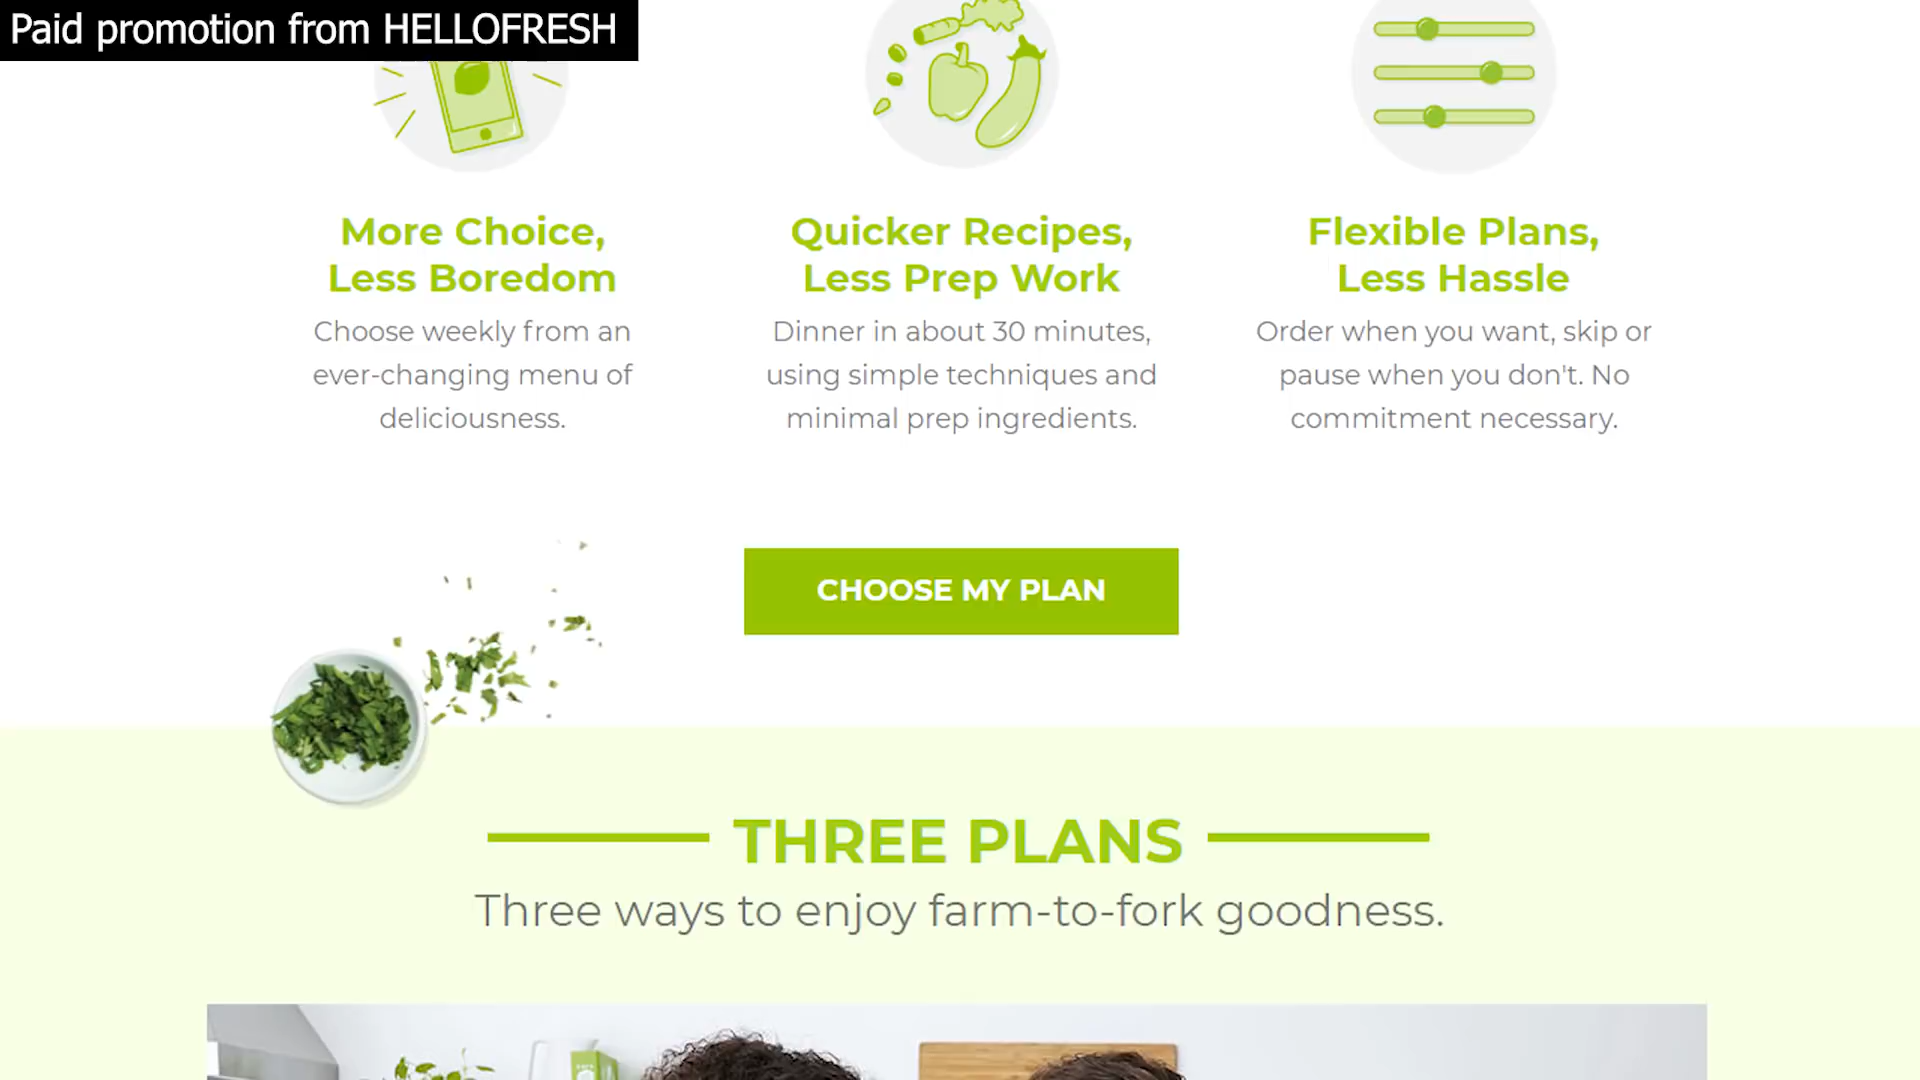 Paid promotion from HELLOFRESH
More Choice,
Less Boredom
Choose weekly from an
ever-changing menu of
deliciousness.
Quicker Recipes,
Less Prep Work
Dinner in about 30 minutes,
using simple techniques and
minimal prep ingredients.
Flexible Plans,
Less Hassle
Order when you want, skip or
pause when you don't. No
commitment necessary.
CHOOSE MY PLAN
THREE PLANS
Three ways to enjoy farm-to-fork goodness.